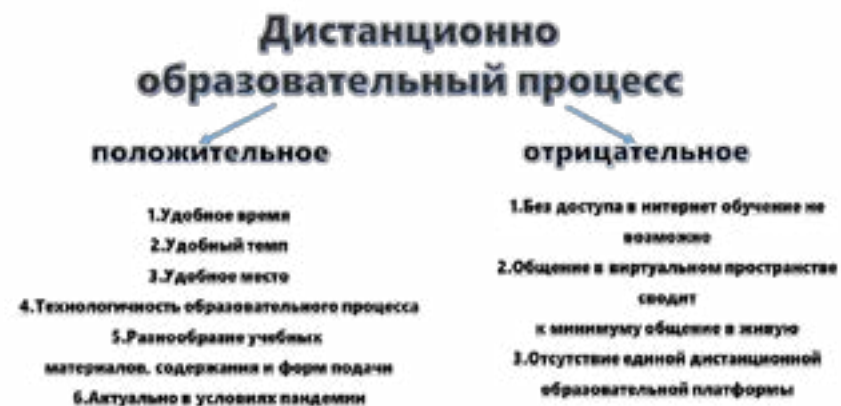 Дистанционно
образовательный процесс
положительное
1.Удобное время
2.Удобный темп
3.Удобное место
4.Технологичность образовательного процесса
5.Разнообразие учебных
материалов, содержания и форм подачи
6.Актуально в условиях пандемии
отрицательное
1.Без доступа в интернет обучение не
возможно
2.Общение в виртуальном пространстве
сводит
к минимуму общение в живую
3.Отсутствие единой дистанционной
образовательной платформы